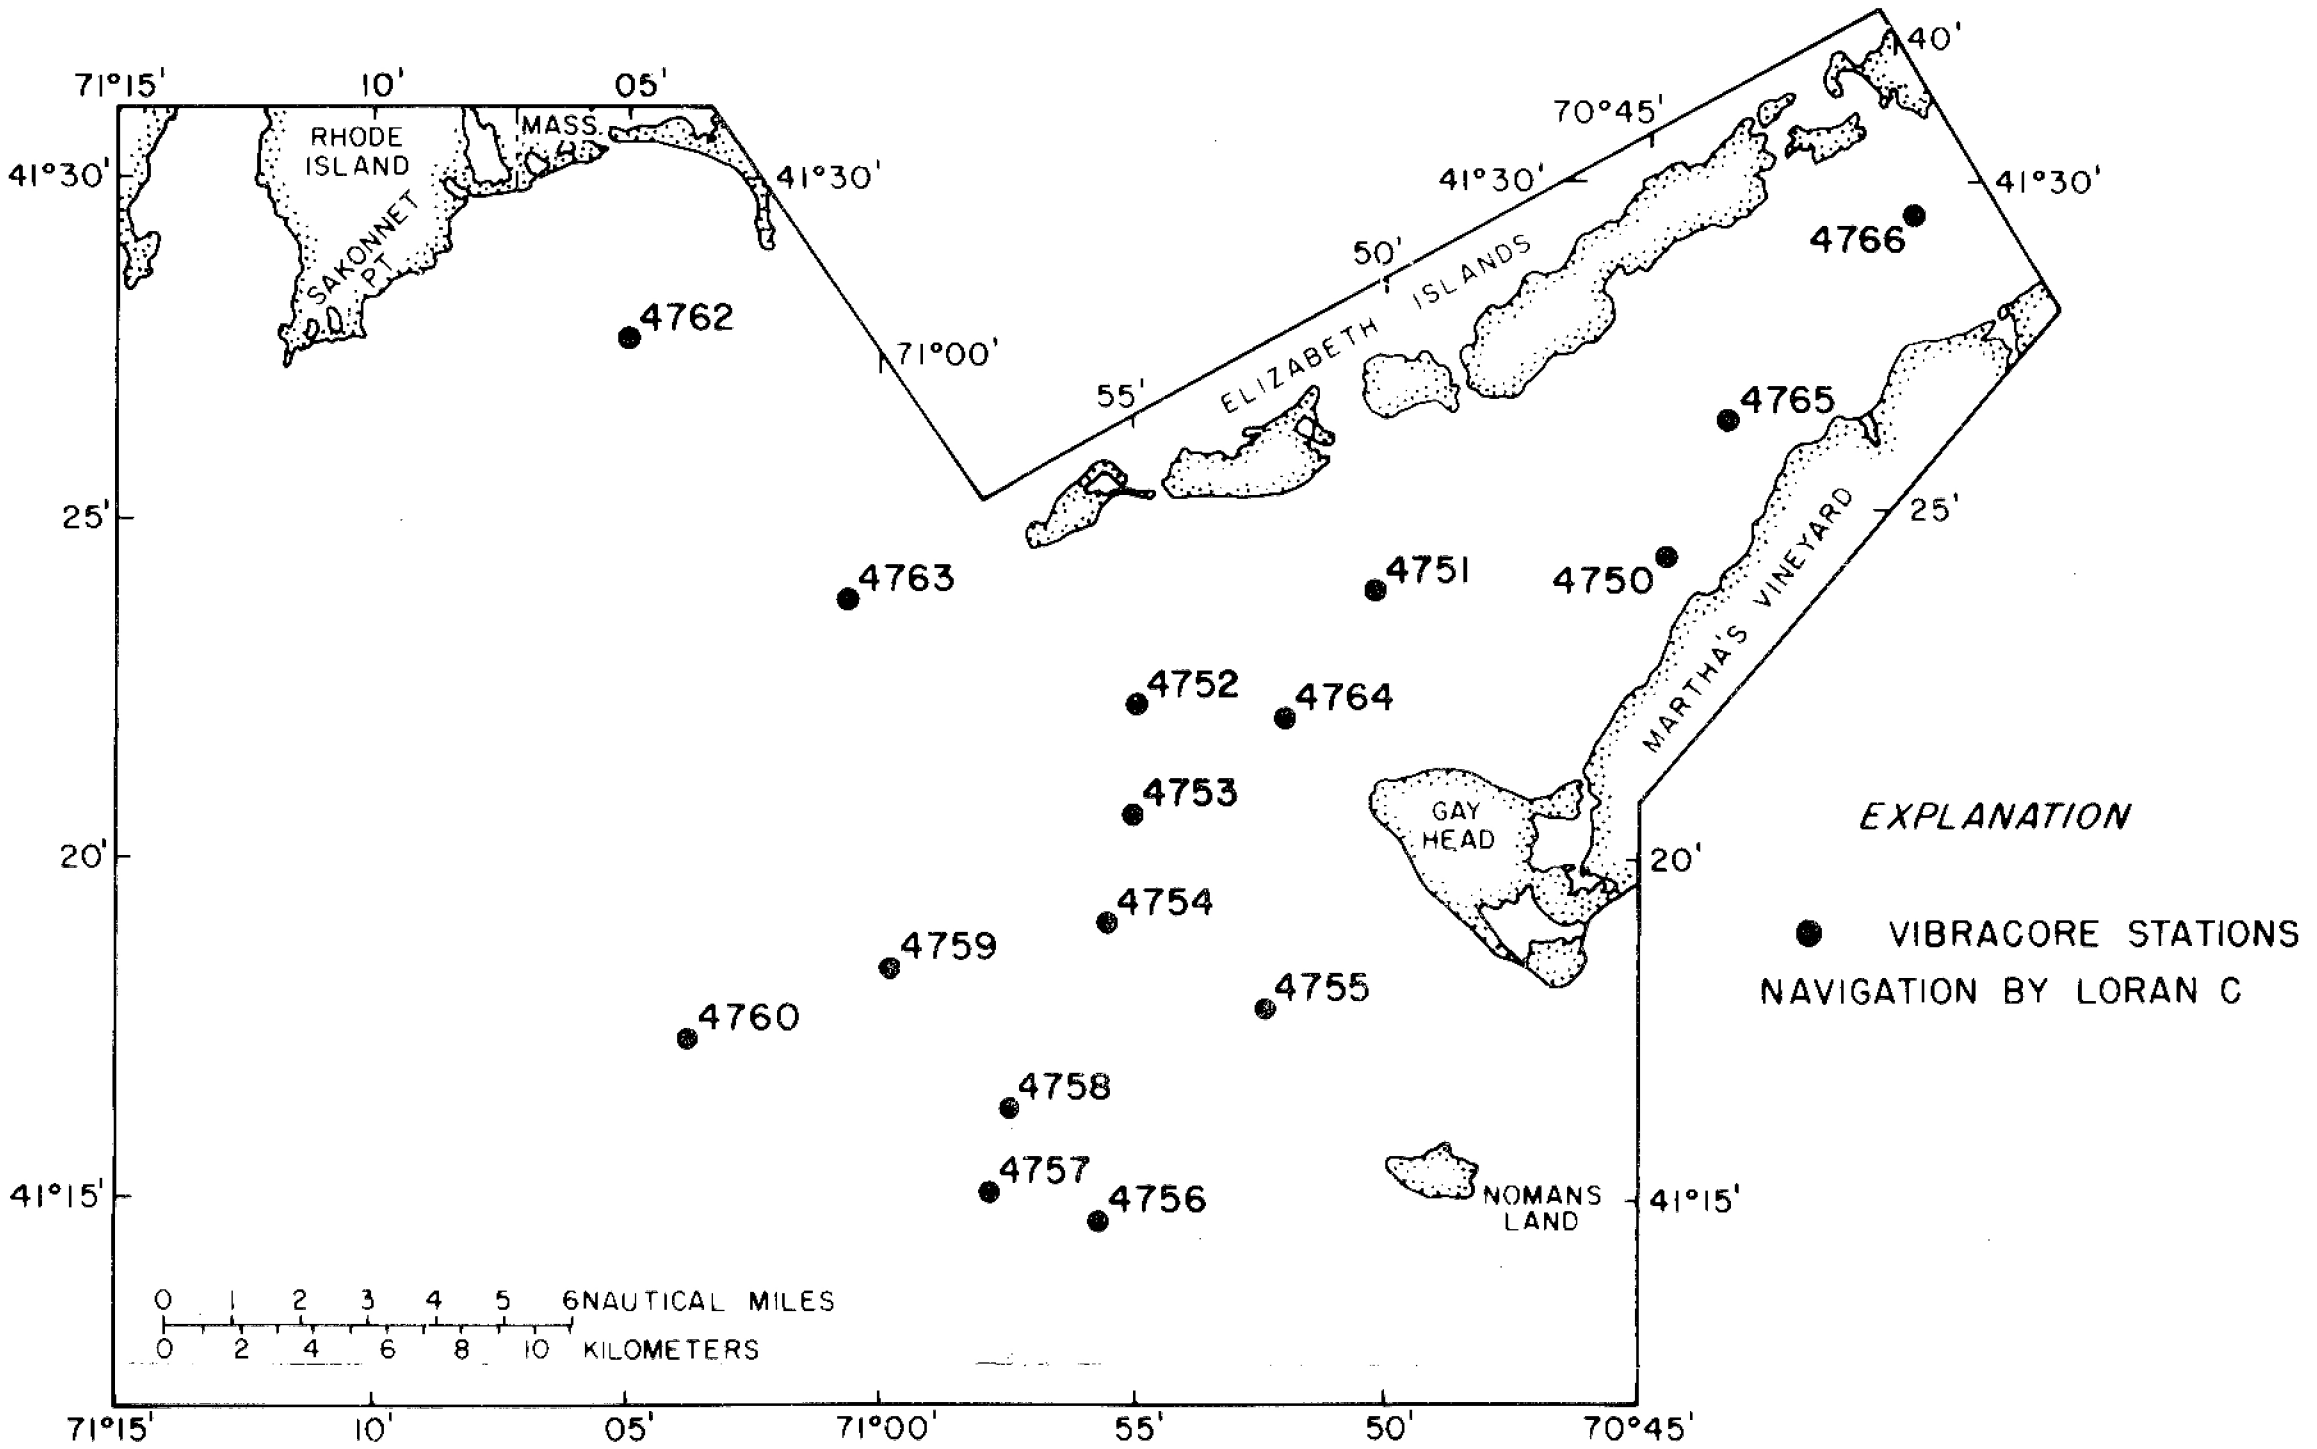 40'
71°15' 10' 05'
70°45'
RHODE
ISLAND
MASS.
41°30'
41°30'
41°30'
41°30'
SAKONNET
PT
4766
50'
ELIZABETH ISLANDS
4762
71°00'
55'
4765
25'
25'
MARTHA'S VINEYARD
4763
4751
4750
4752
4764
4753
GAY
HEAD
EXPLANATION
20'
20'
4754
VIBRACORE STATIONS
4759
4755
NAVIGATION BY LORAN C
4760
4758
4757
41°15'
4756
NOMANS
LAND
41°15'
0 1 2 3 4 5 6 NAUTICAL MILES
0 2 4 6 8 10 KILOMETERS
71°15' 10' 05' 71°00' 55' 50' 70°45'